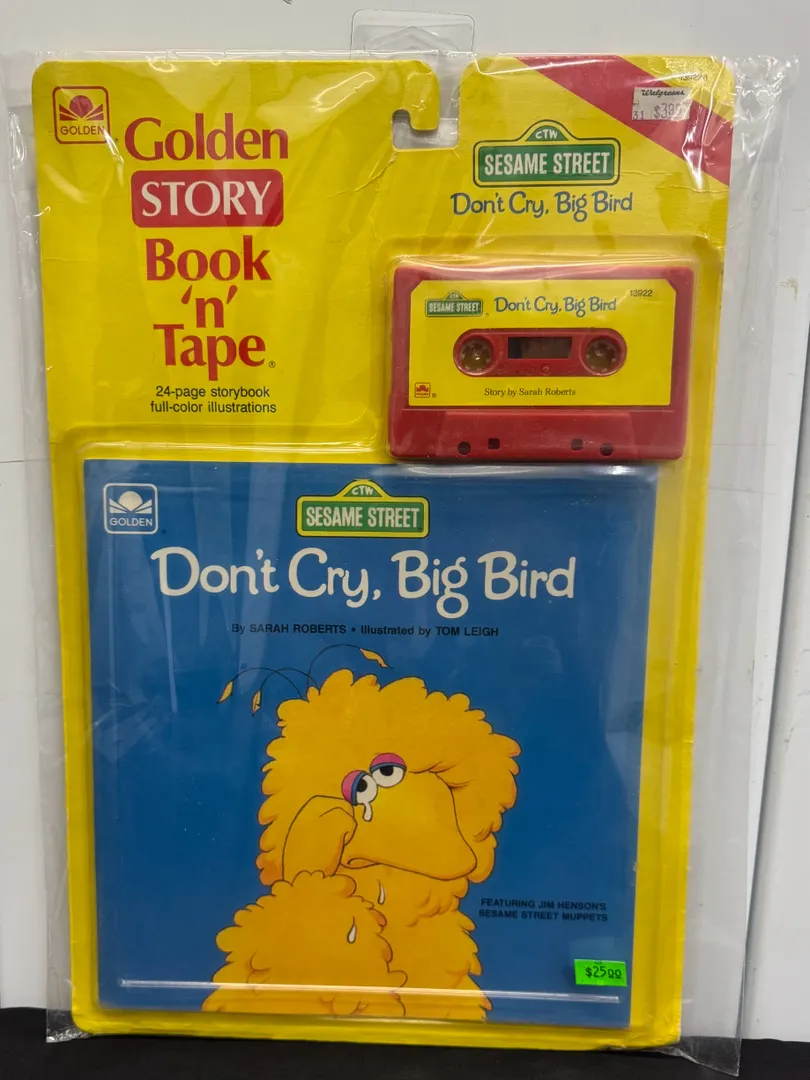 GOLDEN
Golden
STORY
Book
'n'
Tape®
24-page storybook
full-color illustrations
Walgreens
31
CTW
SESAME STREET
Don't Cry, Big Bird
CTW
SESAME STREET
Don't Cry, Big Bird
13922
Story by Sarah Roberts
®
GOLDEN
CTW
SESAME STREET
Don't Cry, Big Bird
By SARAH ROBERTS • Illustrated by TOM LEIGH
FEATURING JIM HENSON'S
SESAME STREET MUPPETS
$25.00